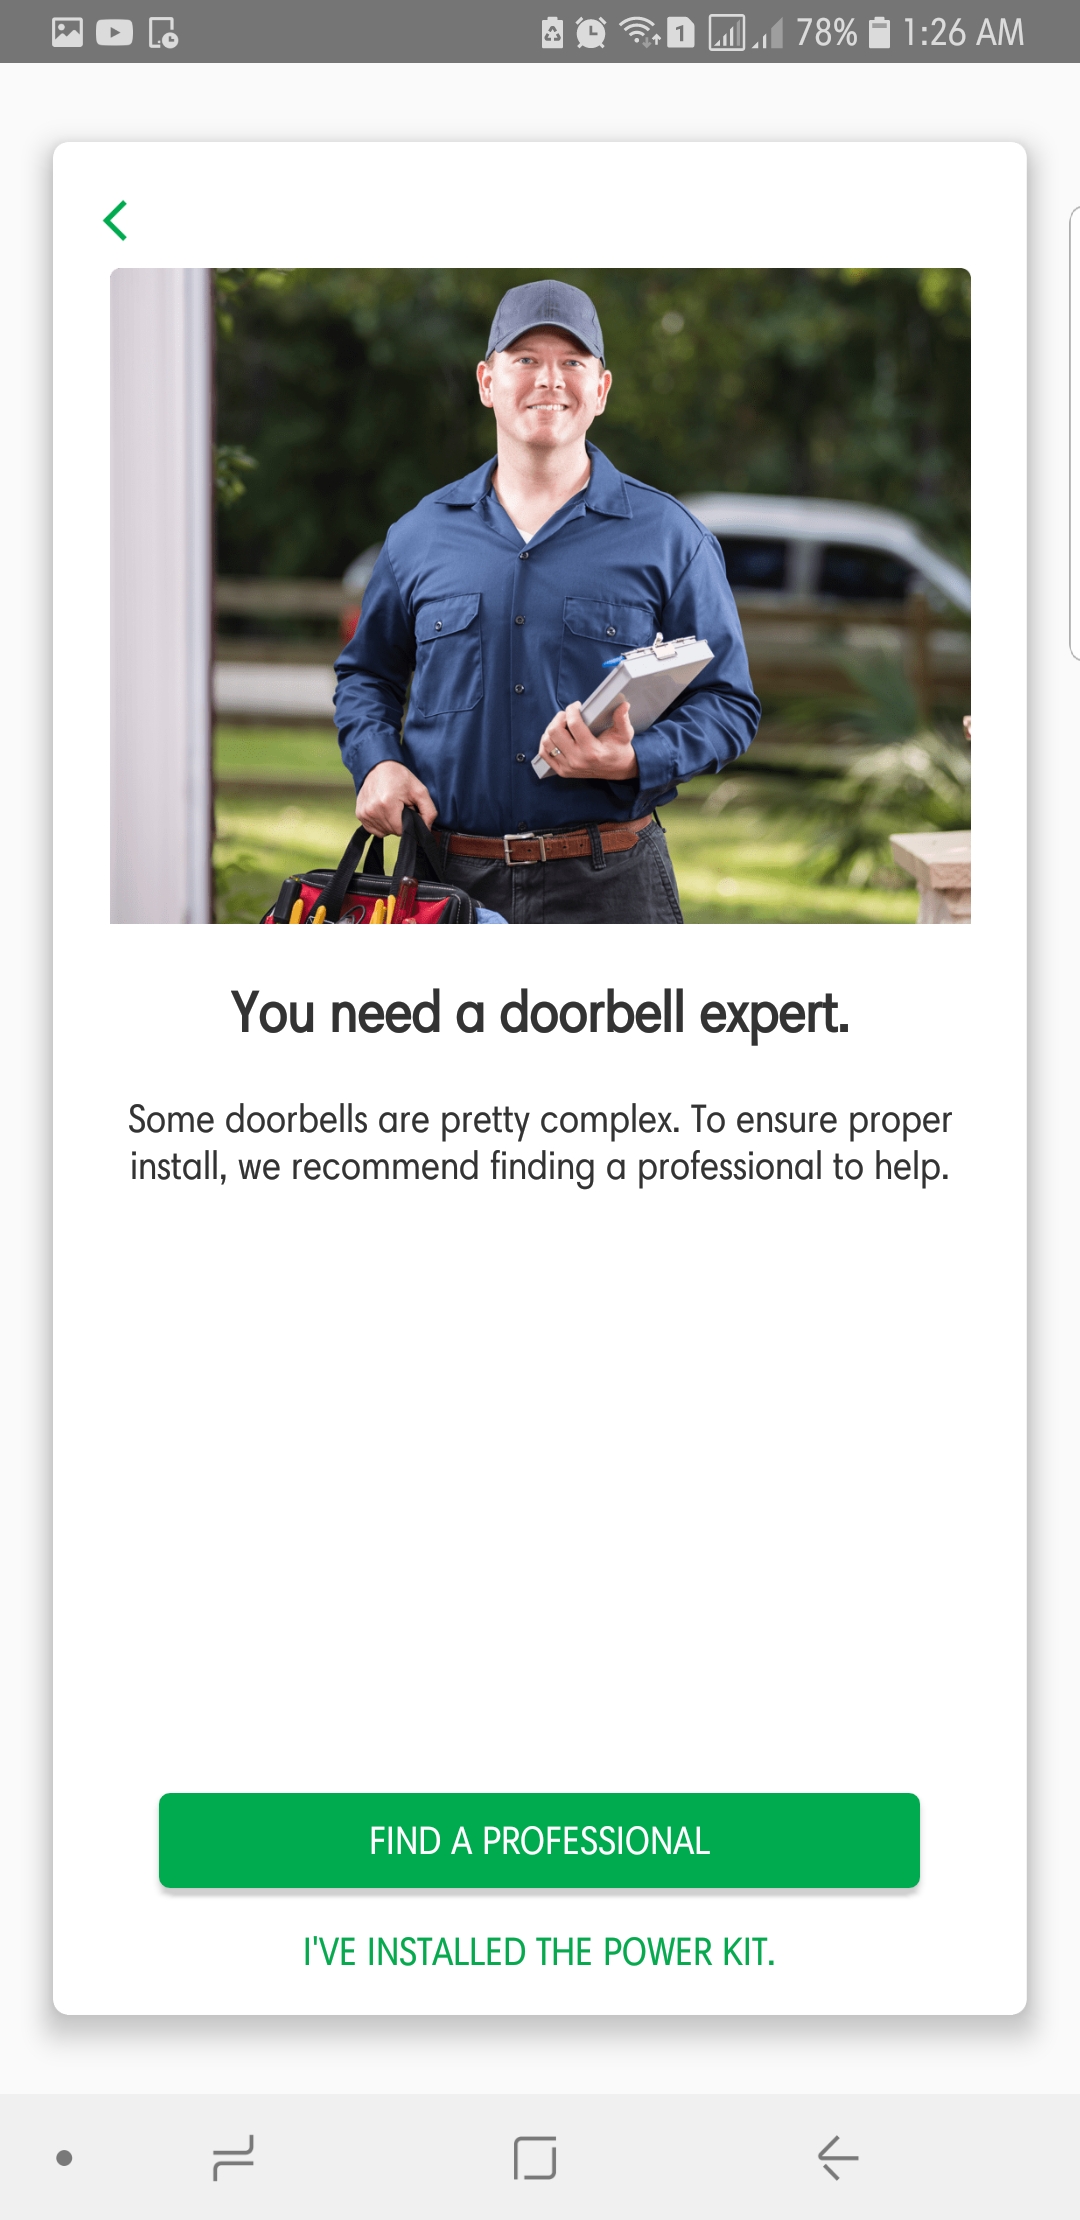 1 78% 1:26 AM
You need a doorbell expert.
Some doorbells are pretty complex. To ensure proper
install, we recommend finding a professional to help.
FIND A PROFESSIONAL
I'VE INSTALLED THE POWER KIT.